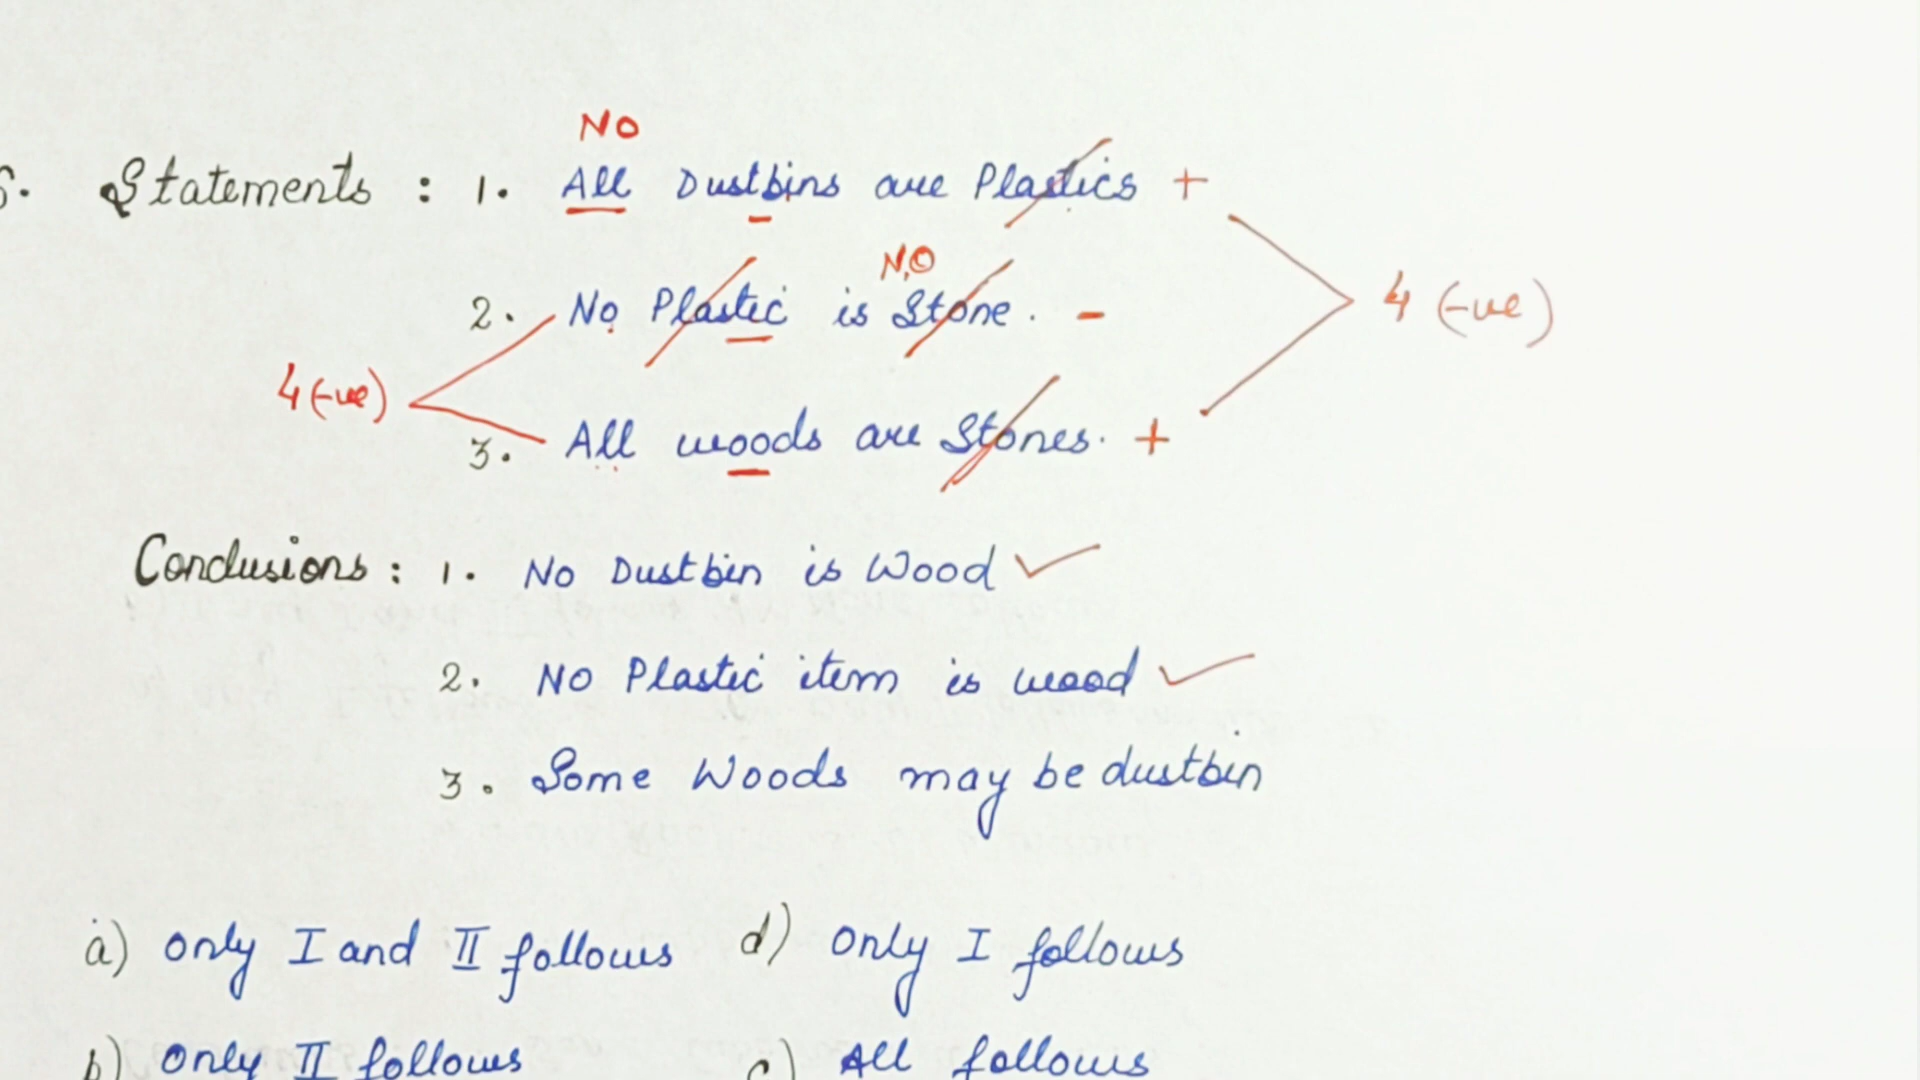 NO
Statements : 1. All Dustbins are Plastics +
NO
2. No Plastic is Stone. -
4 (-ve)
4 (-ve)
3. All woods are Stones. +
Conclusions : 1. No Dustbin is Wood ✓
2. No Plastic item is wood ✓
3. Some Woods may be dustbin
a) only I and II follows d) only I follows
b) only II follows e) All follows